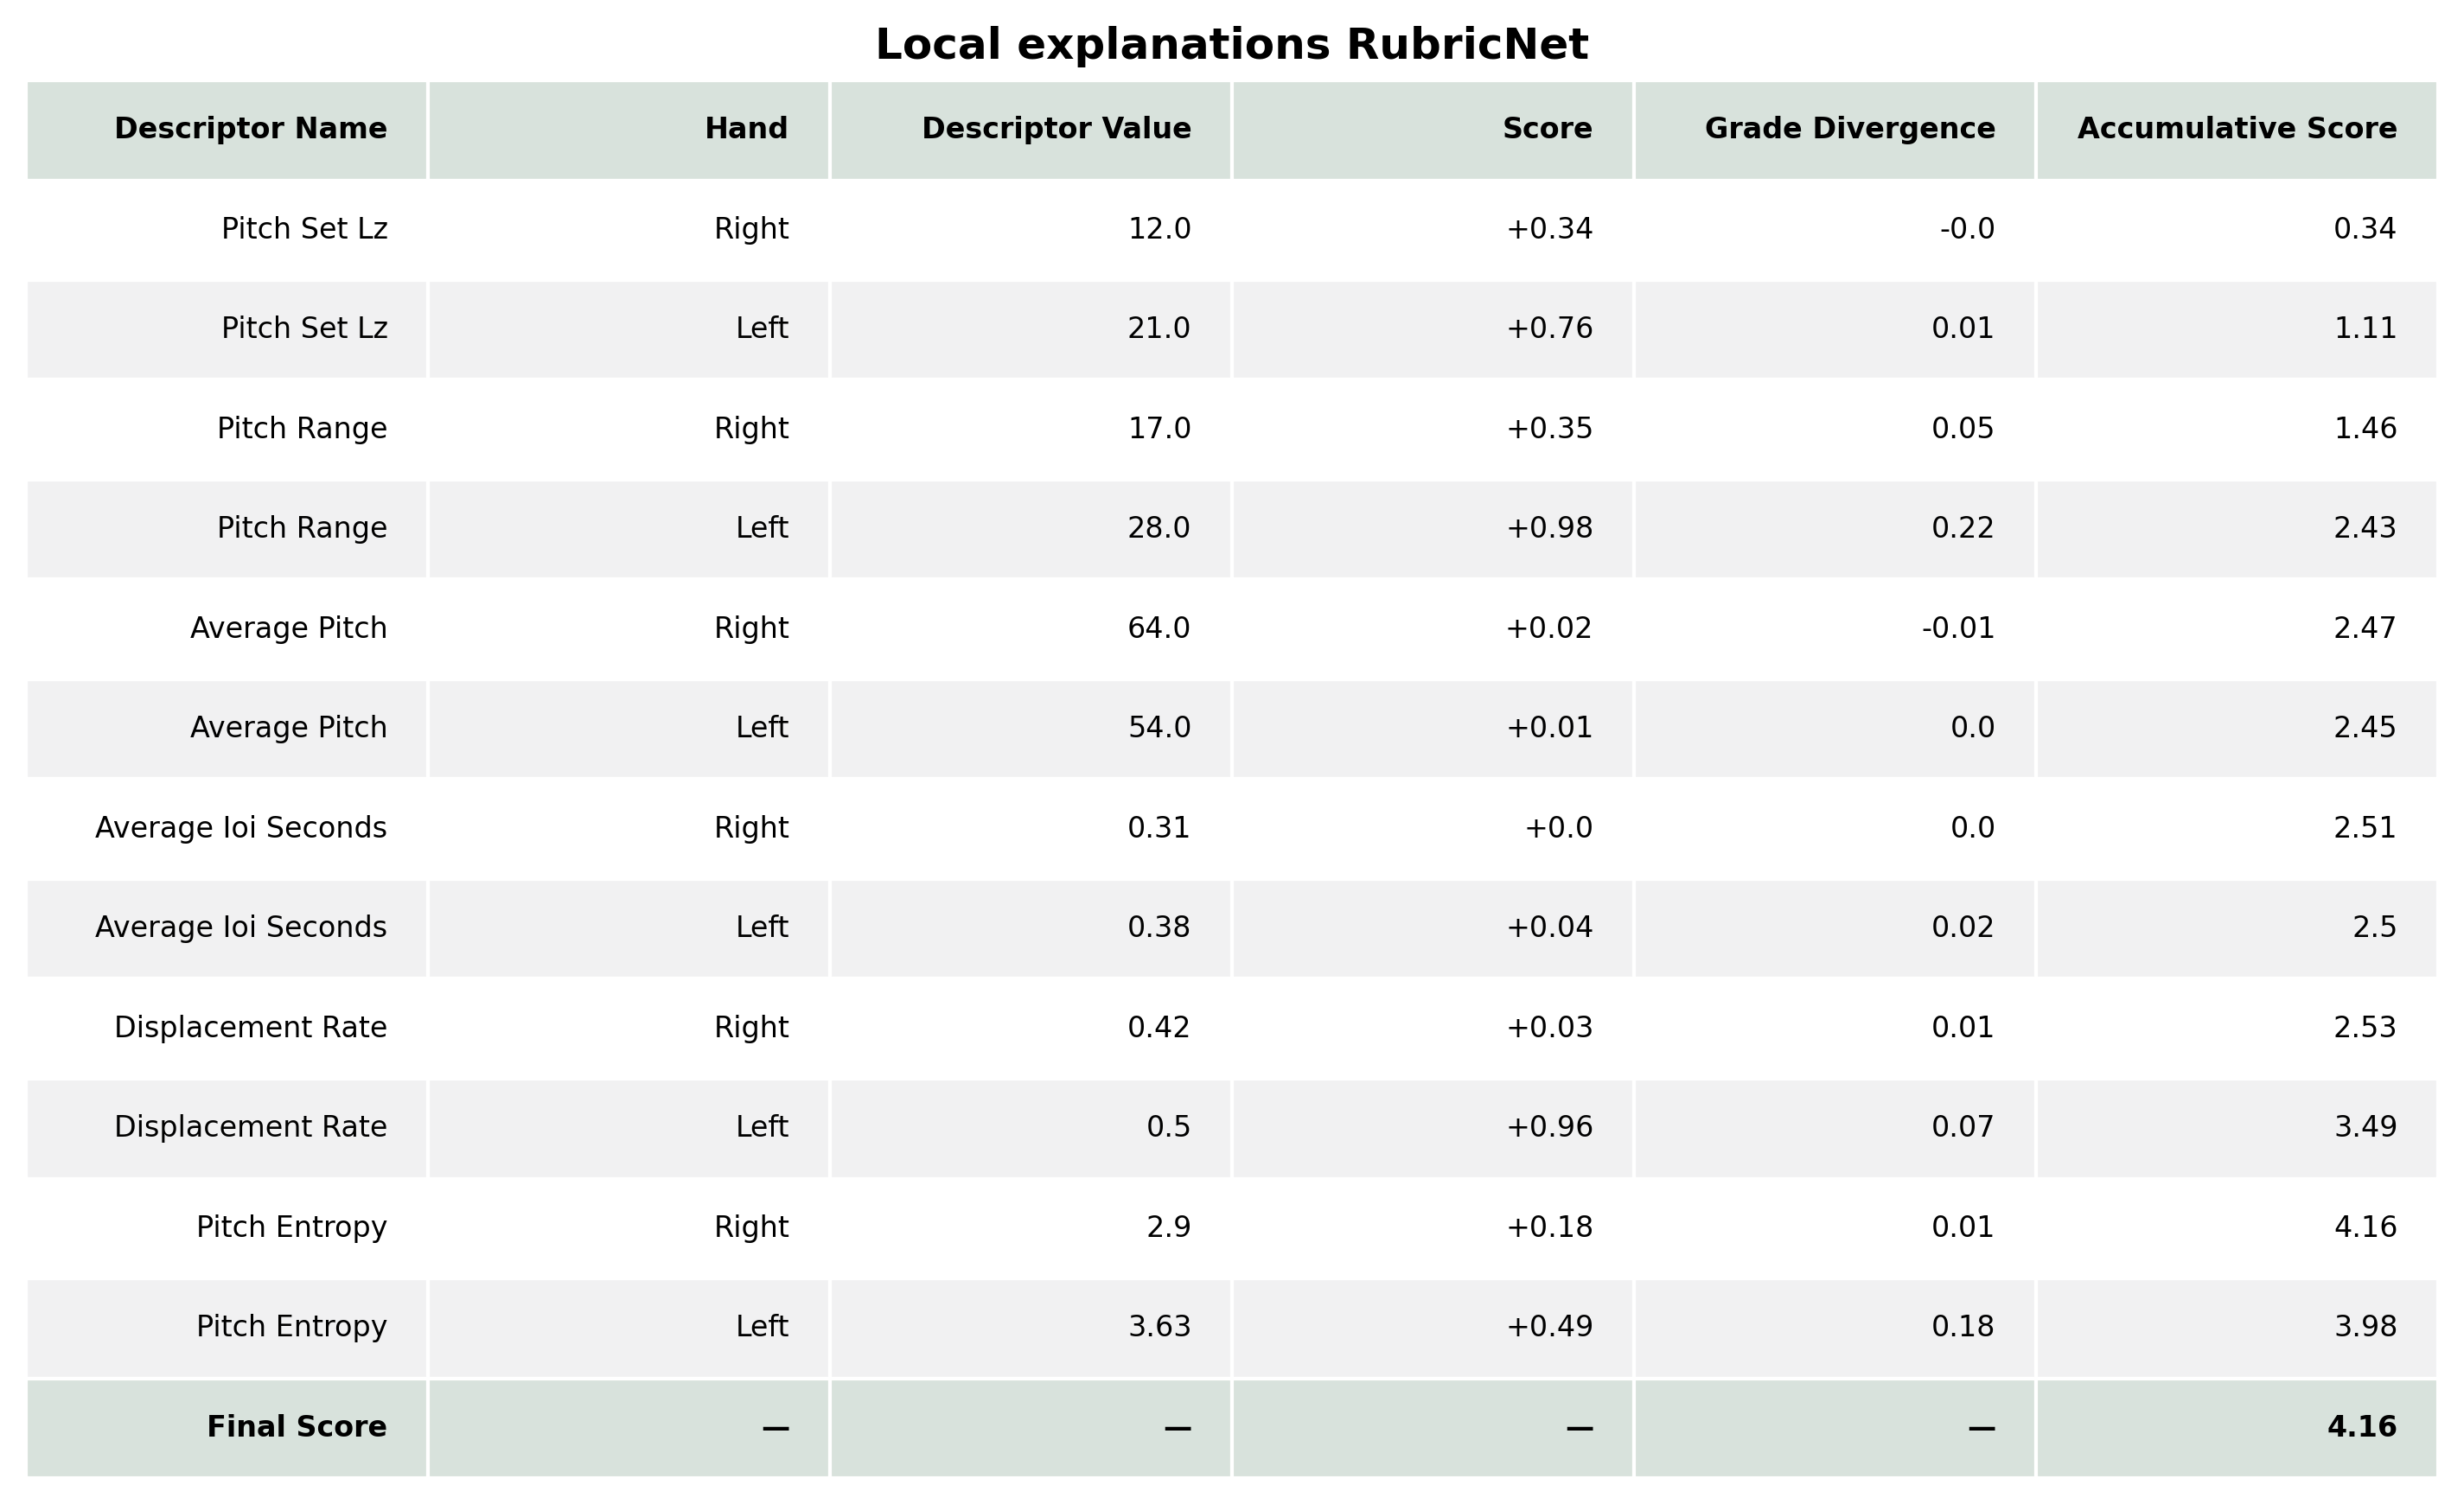 Local explanations RubricNet
Descriptor Name Hand Descriptor Value Score Grade Divergence Accumulative Score
Pitch Set Lz Right 12.0 +0.34 -0.0 0.34
Pitch Set Lz Left 21.0 +0.76 0.01 1.11
Pitch Range Right 17.0 +0.35 0.05 1.46
Pitch Range Left 28.0 +0.98 0.22 2.43
Average Pitch Right 64.0 +0.02 -0.01 2.47
Average Pitch Left 54.0 +0.01 0.0 2.45
Average Ioi Seconds Right 0.31 +0.0 0.0 2.51
Average Ioi Seconds Left 0.38 +0.04 0.02 2.5
Displacement Rate Right 0.42 +0.03 0.01 2.53
Displacement Rate Left 0.5 +0.96 0.07 3.49
Pitch Entropy Right 2.9 +0.18 0.01 4.16
Pitch Entropy Left 3.63 +0.49 0.18 3.98
Final Score — — — — 4.16